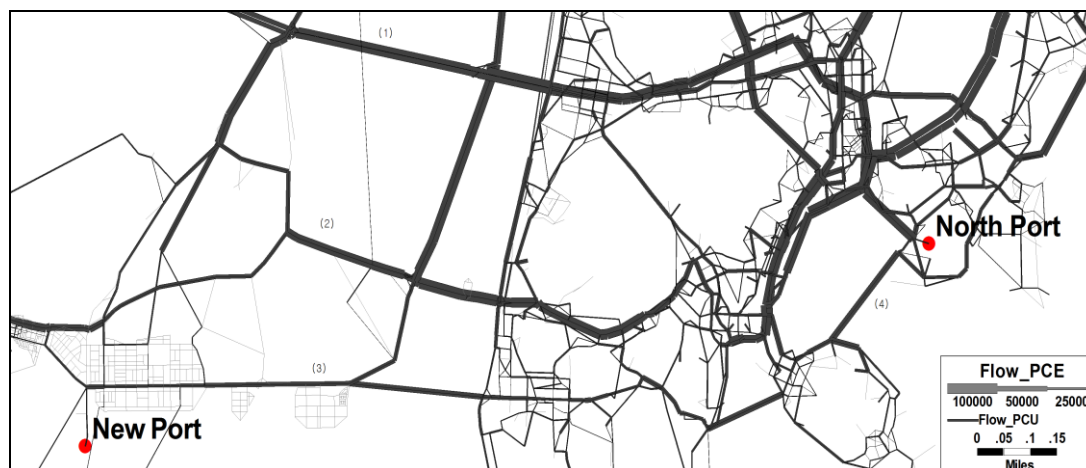 (1)
North Port
(2)
(4)
(3)
New Port
Flow_PCE
100000 50000 25000
Flow_PCU
0 .05 .1 .15
Miles